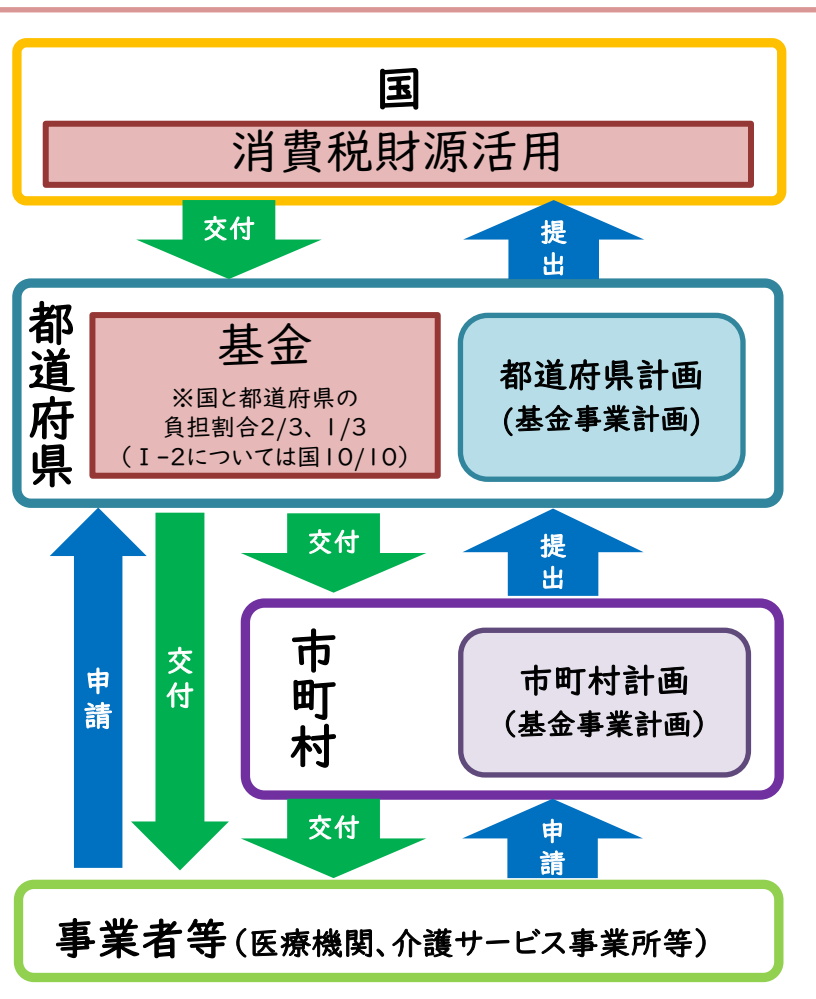 国
消費税財源活用
交付
提出
都道府県
基金
※国と都道府県の
負担割合2/3、1/3
(Ⅰ-2については国10/10)
都道府県計画
(基金事業計画)
申請
交付
交付
提出
市町村
市町村計画
(基金事業計画)
交付
申請
事業者等(医療機関、介護サービス事業所等)